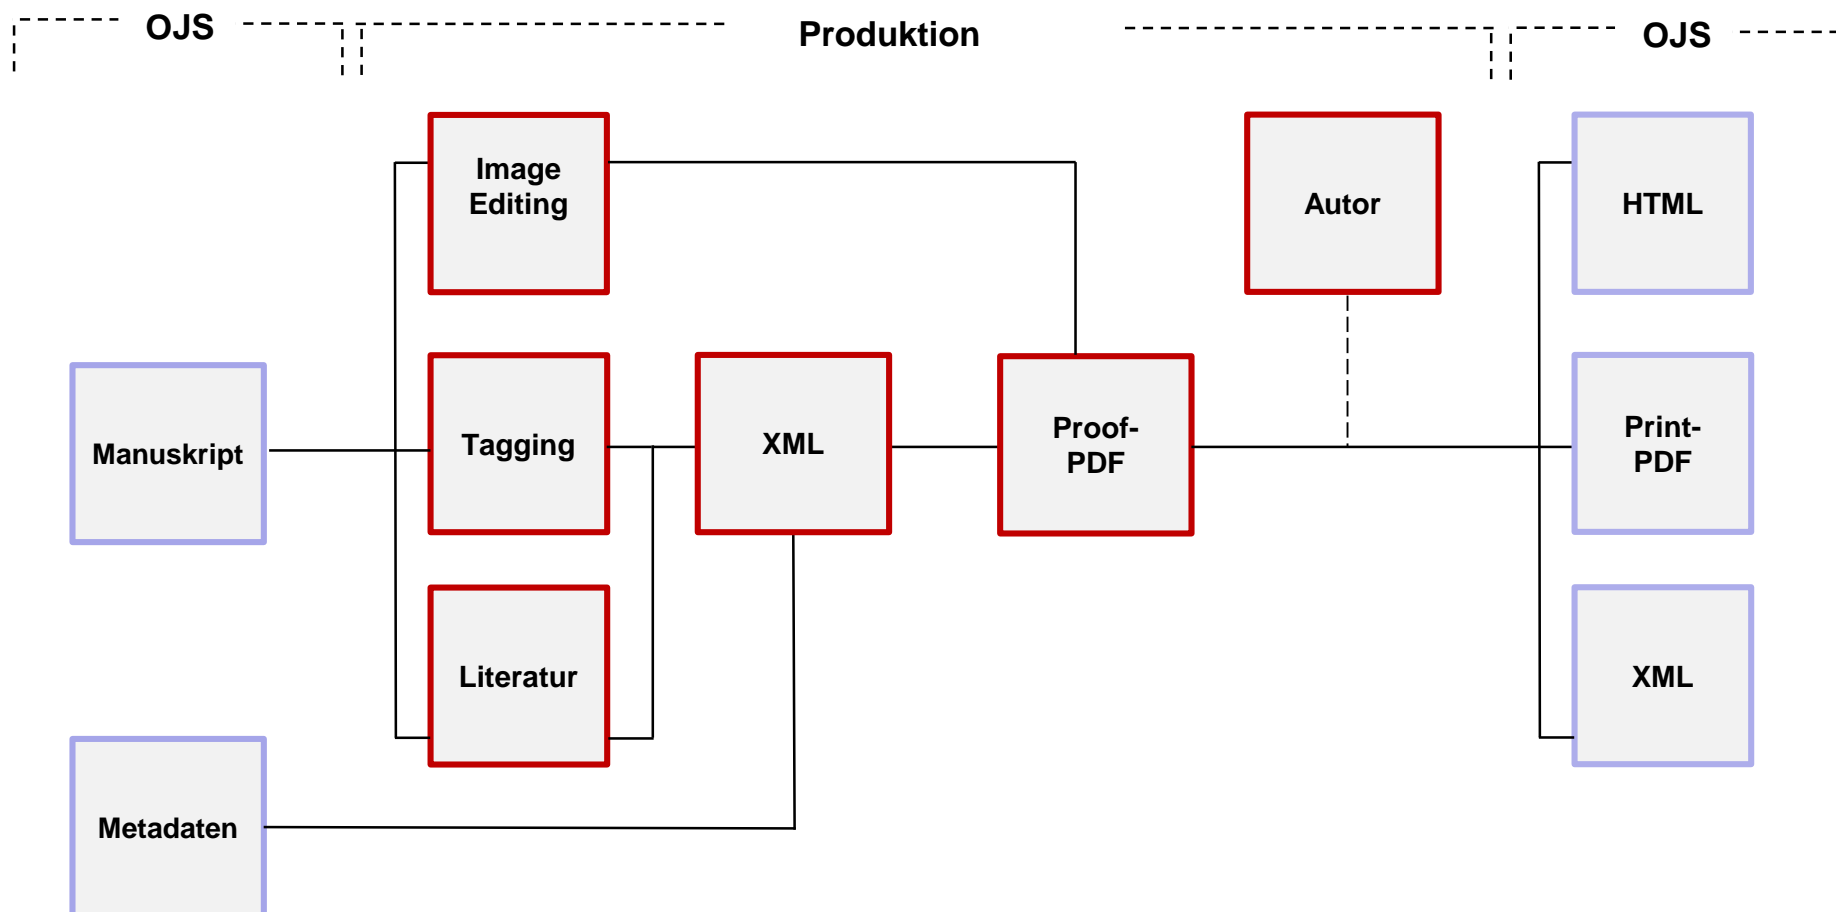 OJS
Produktion
OJS
Image
Editing
Autor
HTML
Manuskript
Tagging
XML
Proof-
PDF
Print-
PDF
Literatur
XML
Metadaten